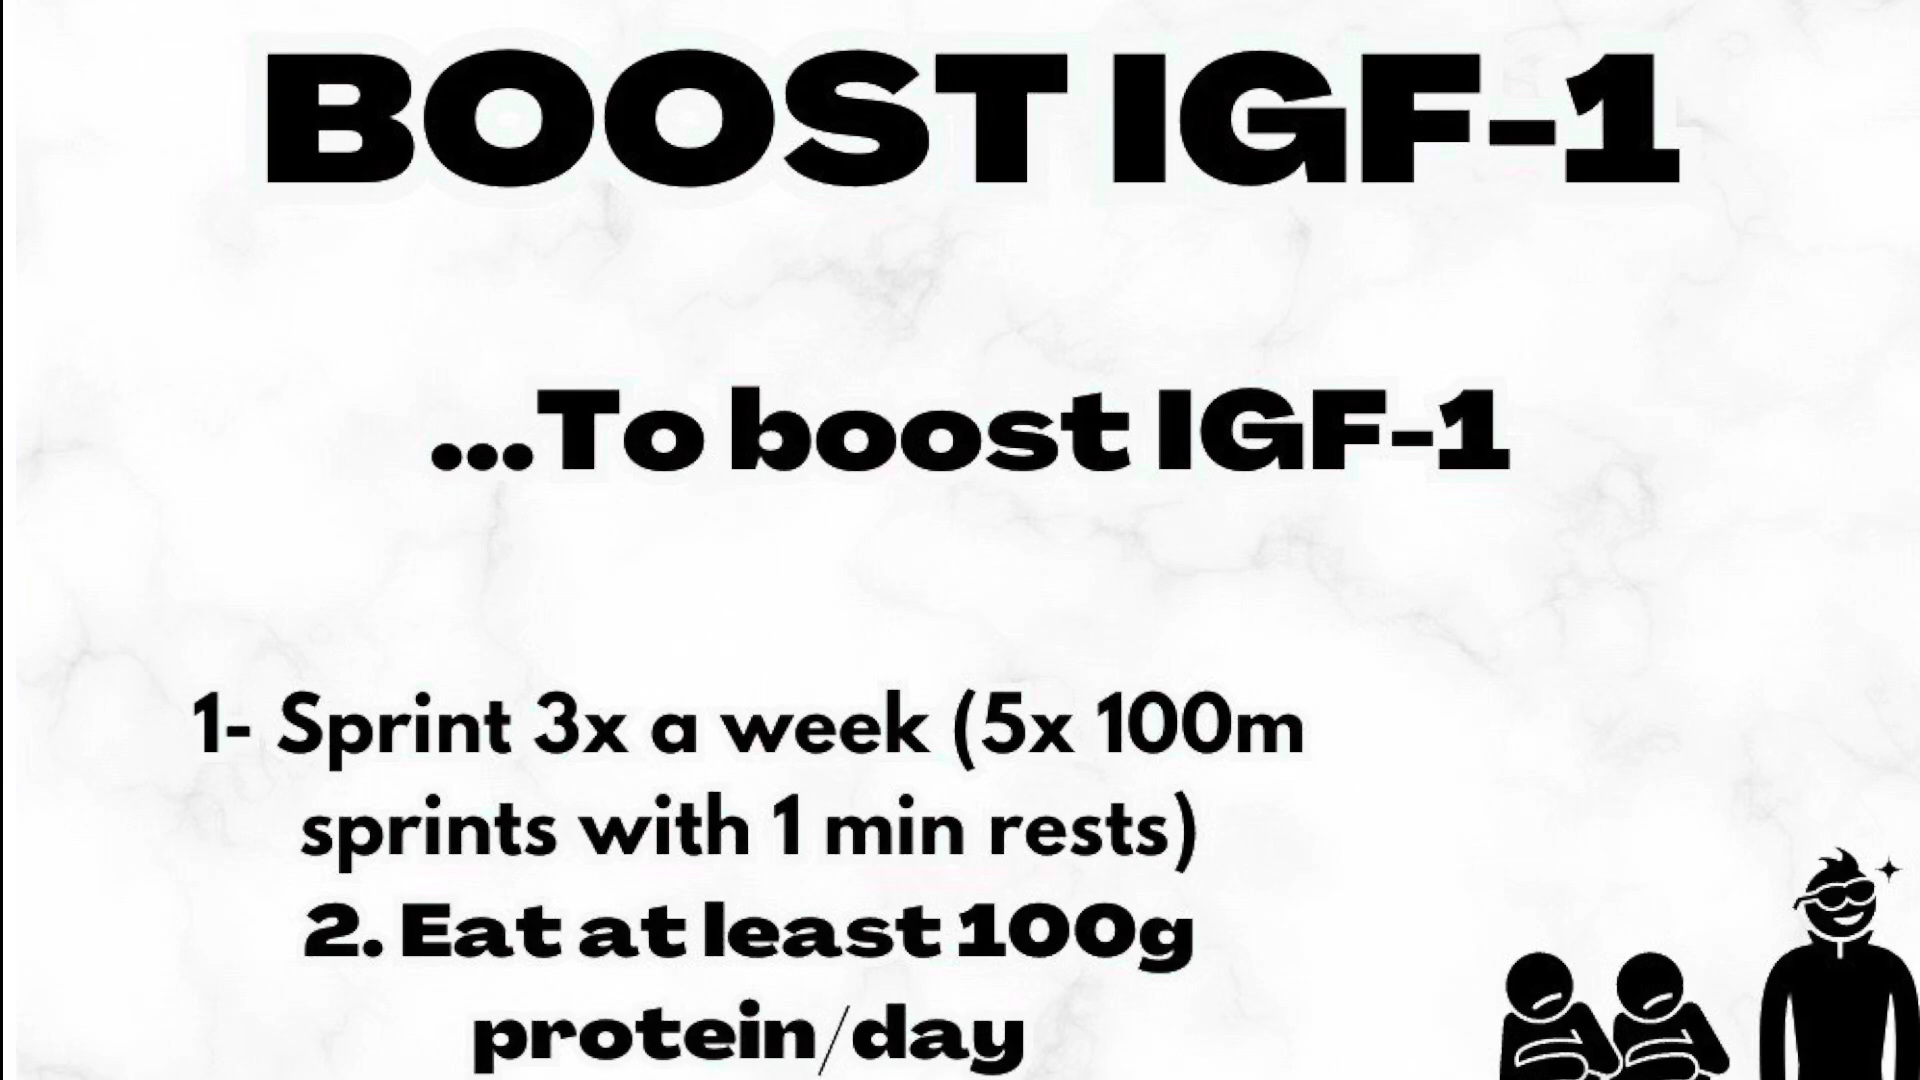 BOOST IGF-1
...To boost IGF-1
1- Sprint 3x a week (5x 100m
sprints with 1 min rests)
2. Eat at least 100g
protein/day